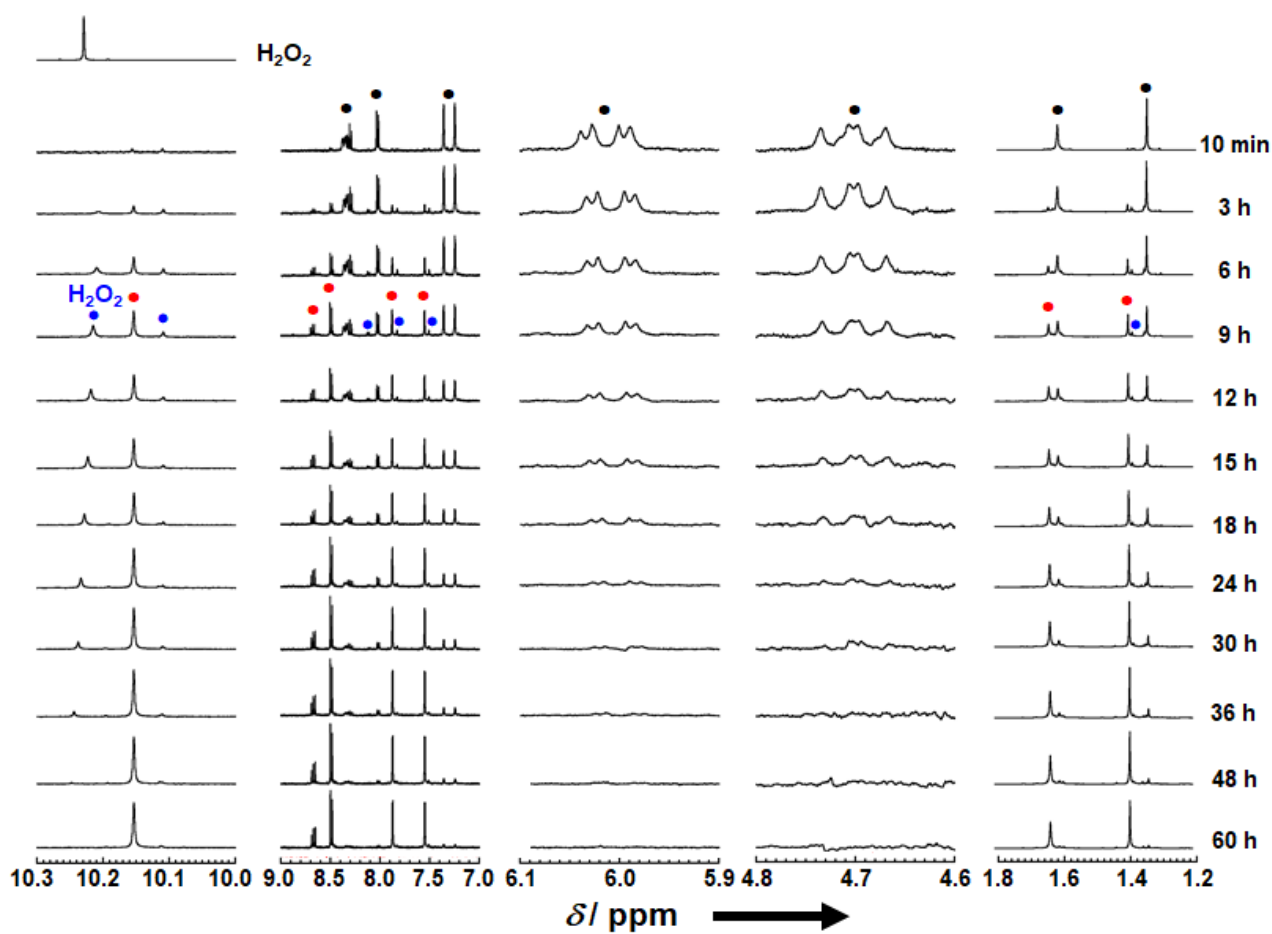 H₂O₂
10 min
3 h
6 h
H₂O₂
9 h
12 h
15 h
18 h
24 h
30 h
36 h
48 h
60 h
10.3 10.2 10.1 10.0 9.0 8.5 8.0 7.5 7.0 6.1 6.0 5.9 4.8 4.7 4.6 1.8 1.6 1.4 1.2
δ/ ppm